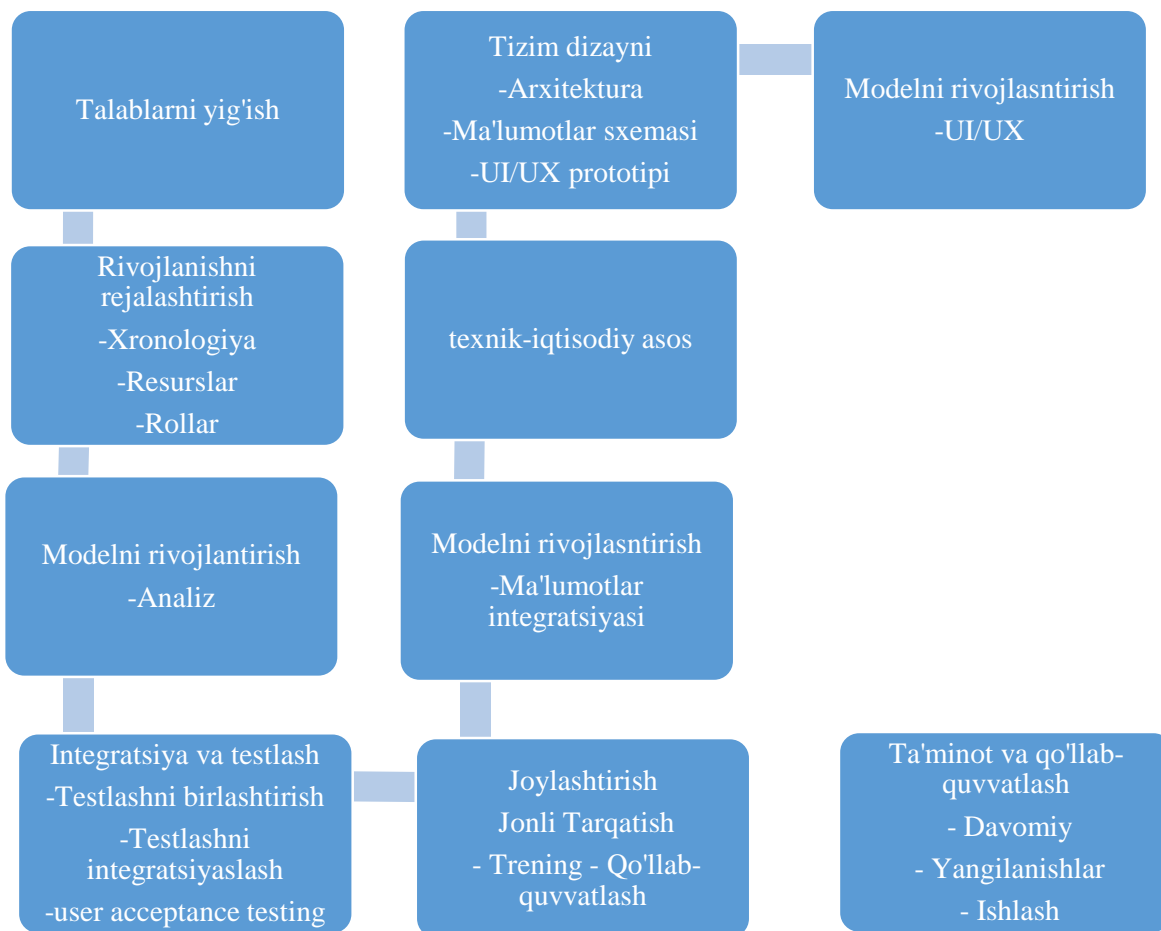 Talablarni yig'ish
Rivojlanishni
rejalashtirish
-Xronologiya
-Resurslar
-Rollar
Modelni rivojlantirish
-Analiz
Integratsiya va testlash
-Testlashni birlashtirish
-Testlashni
integratsiyaslash
-user acceptance testing
Joylashtirish
Jonli Tarqatish
- Trening - Qo'llab-
quvvatlash
Modelni rivojlasntirish
-Ma'lumotlar
integratsiyasi
texnik-iqtisodiy asos
Tizim dizayni
-Arxitektura
-Ma'lumotlar sxemasi
-UI/UX prototipi
Modelni rivojlasntirish
-UI/UX
Ta'minot va qo'llab-
quvvatlash
- Davomiy
- Yangilanishlar
- Ishlash